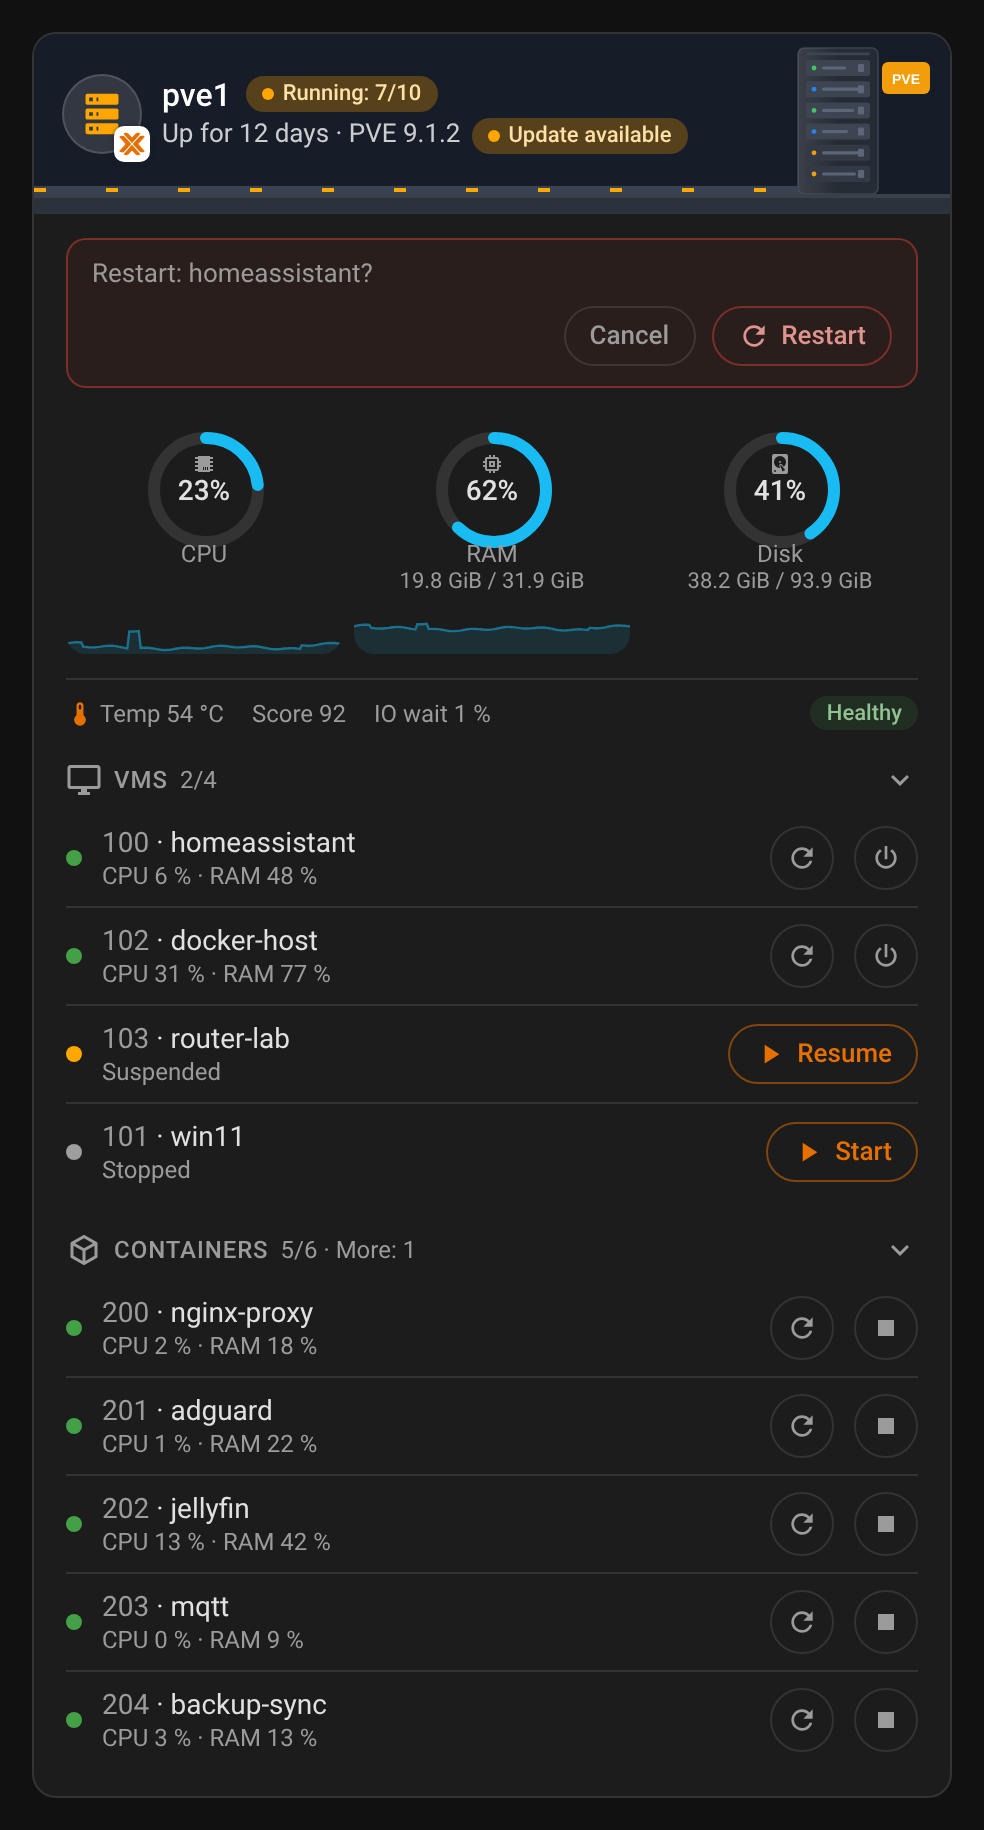 pve1
Running: 7/10
Up for 12 days · PVE 9.1.2
Update available
PVE
Restart: homeassistant?
Cancel
Restart
23%
62%
41%
CPU
RAM
Disk
19.8 GiB / 31.9 GiB
38.2 GiB / 93.9 GiB
Temp 54 °C
Score 92
IO wait 1 %
Healthy
VMS 2/4
100 · homeassistant
CPU 6 % · RAM 48 %
102 · docker-host
CPU 31 % · RAM 77 %
103 · router-lab
Suspended
Resume
101 · win11
Stopped
Start
CONTAINERS 5/6 · More: 1
200 · nginx-proxy
CPU 2 % · RAM 18 %
201 · adguard
CPU 1 % · RAM 22 %
202 · jellyfin
CPU 13 % · RAM 42 %
203 · mqtt
CPU 0 % · RAM 9 %
204 · backup-sync
CPU 3 % · RAM 13 %